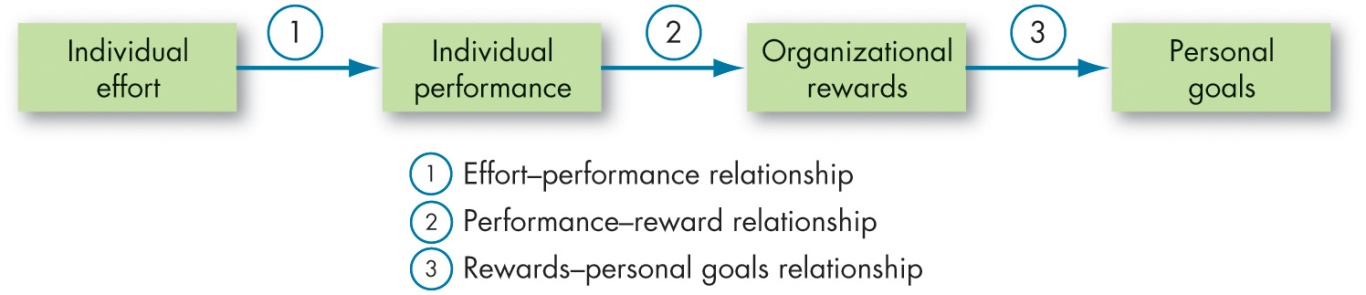 1
2
3
Individual
effort
Individual
performance
Organizational
rewards
Personal
goals
1 Effort–performance relationship
2 Performance–reward relationship
3 Rewards–personal goals relationship